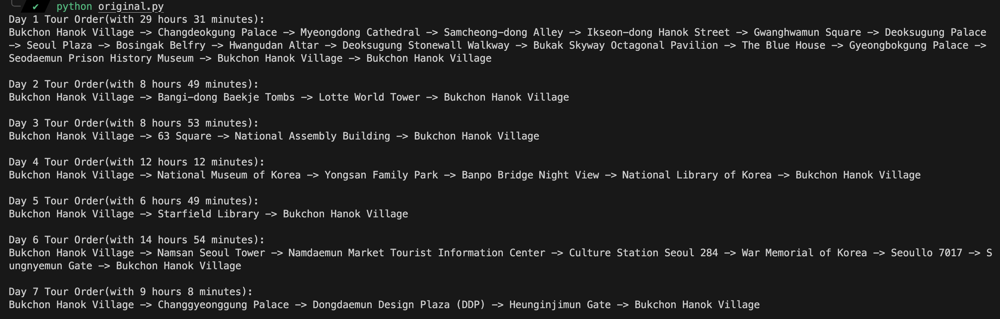 ✔ python original.py
Day 1 Tour Order(with 29 hours 31 minutes):
Bukchon Hanok Village –> Changdeokgung Palace –> Myeongdong Cathedral –> Samcheong–dong Alley –> Ikseon–dong Hanok Street –> Gwanghwamun Square –> Deoksugung Palace
–> Seoul Plaza –> Bosingak Belfry –> Hwangudan Altar –> Deoksugung Stonewall Walkway –> Bukak Skyway Octagonal Pavilion –> The Blue House –> Gyeongbokgung Palace –>
Seodaemun Prison History Museum –> Bukchon Hanok Village –> Bukchon Hanok Village
Day 2 Tour Order(with 8 hours 49 minutes):
Bukchon Hanok Village –> Bangi–dong Baekje Tombs –> Lotte World Tower –> Bukchon Hanok Village
Day 3 Tour Order(with 8 hours 53 minutes):
Bukchon Hanok Village –> 63 Square –> National Assembly Building –> Bukchon Hanok Village
Day 4 Tour Order(with 12 hours 12 minutes):
Bukchon Hanok Village –> National Museum of Korea –> Yongsan Family Park –> Banpo Bridge Night View –> National Library of Korea –> Bukchon Hanok Village
Day 5 Tour Order(with 6 hours 49 minutes):
Bukchon Hanok Village –> Starfield Library –> Bukchon Hanok Village
Day 6 Tour Order(with 14 hours 54 minutes):
Bukchon Hanok Village –> Namsan Seoul Tower –> Namdaemun Market Tourist Information Center –> Culture Station Seoul 284 –> War Memorial of Korea –> Seoullo 7017 –> S
ungnyemun Gate –> Bukchon Hanok Village
Day 7 Tour Order(with 9 hours 8 minutes):
Bukchon Hanok Village –> Changgyeonggung Palace –> Dongdaemun Design Plaza (DDP) –> Heunginjimun Gate –> Bukchon Hanok Village